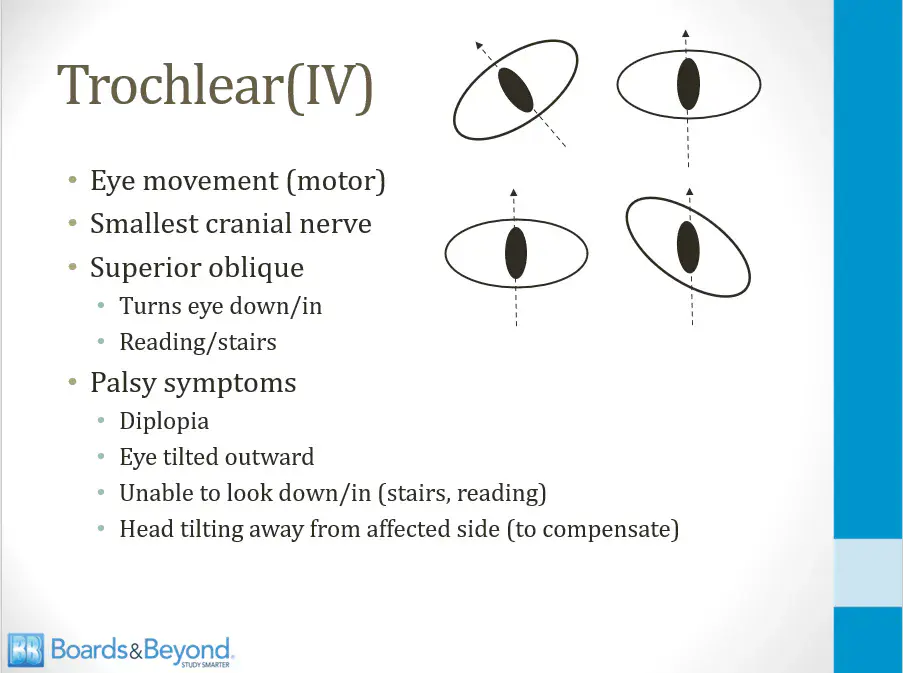 Trochlear(IV)
• Eye movement (motor)
• Smallest cranial nerve
• Superior oblique
• Turns eye down/in
• Reading/stairs
• Palsy symptoms
• Diplopia
• Eye tilted outward
• Unable to look down/in (stairs, reading)
• Head tilting away from affected side (to compensate)
BB Boards&Beyond.
STUDY SMARTER